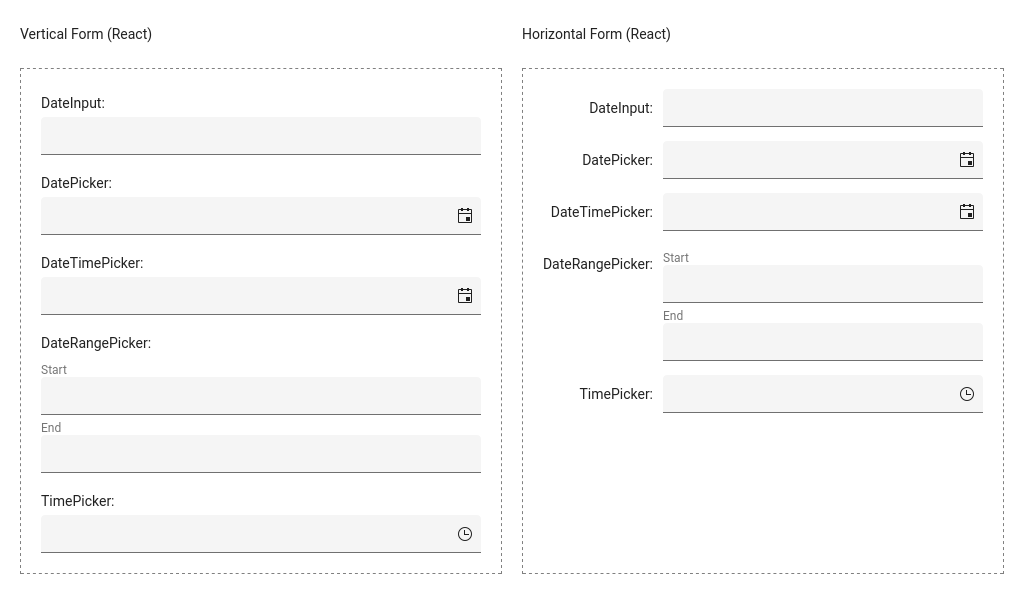 Vertical Form (React)
DateInput:
DatePicker:
DateTimePicker:
DateRangePicker:
Start
End
TimePicker:
Horizontal Form (React)
DateInput:
DatePicker:
DateTimePicker:
DateRangePicker:
Start
End
TimePicker: